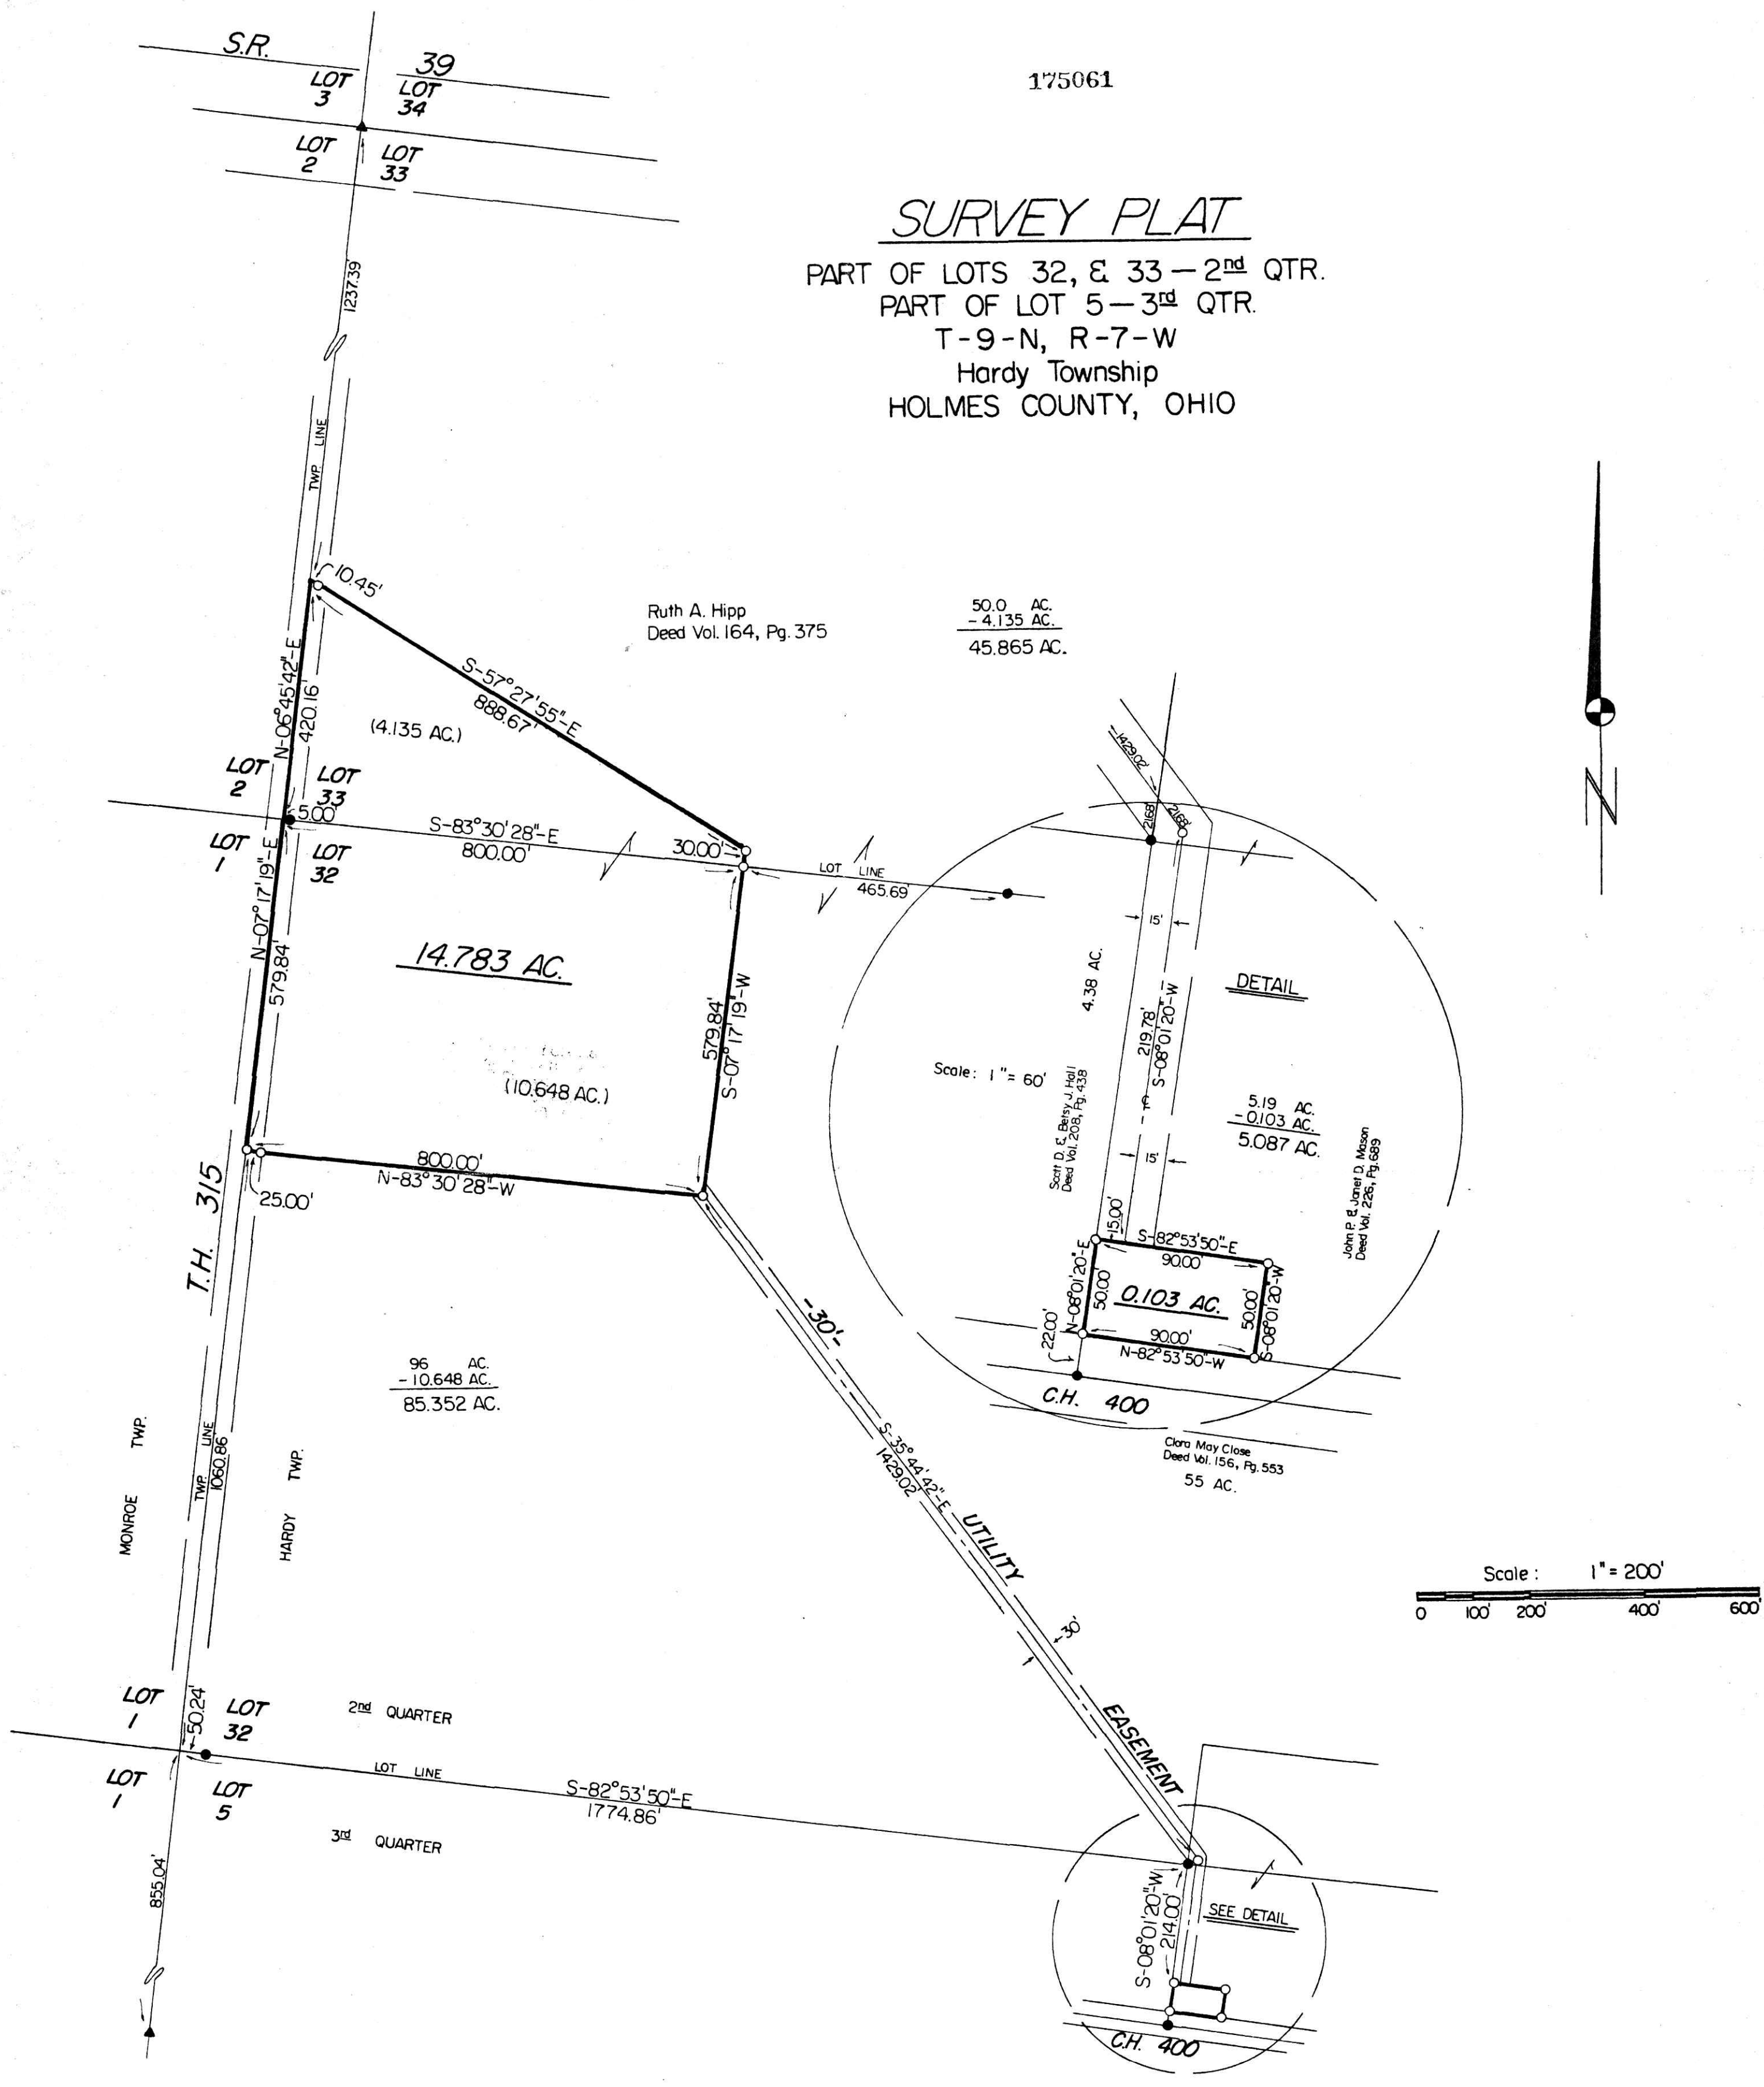 175061
S.R. 39
LOT 3
LOT 34
LOT 2
LOT 33
SURVEY PLAT
PART OF LOTS 32, & 33 — 2nd QTR.
PART OF LOT 5 — 3rd QTR.
T-9-N, R-7-W
Hardy Township
HOLMES COUNTY, OHIO
1237.39'
TWP. LINE
10.45'
Ruth A. Hipp
Deed Vol. 164, Pg. 375
50.0 AC.
- 4.135 AC.
45.865 AC.
N-06°45'42"-E
420.16'
S-57°27'55"-E
888.67'
(4.135 AC.)
LOT 2
LOT 33
5.00'
S-83°30'28"-E
800.00'
30.00'
LOT LINE
465.69'
LOT 1
LOT 32
N-07°17'19"-E
579.84'
14.783 AC.
579.84'
S-07°17'19"-W
(10.648 AC.)
800.00'
N-83°30'28"-W
25.00'
T.H. 315
-1429.02'
21.68'
21.68'
15'
4.38 AC.
DETAIL
219.78'
S-08°01'20"-W
Scale: 1" = 60'
Scott D. & Betsy J. Hall
Deed Vol. 208, Pg. 438
5.19 AC.
- 0.103 AC.
5.087 AC.
John P. & Janet D. Mason
Deed Vol. 226, Pg. 689
15'
15.00'
S-82°53'50"-E
90.00'
N-08°01'20"-E
50.00'
0.103 AC.
50.00'
S-08°01'20"-W
22.00'
90.00'
N-82°53'50"-W
C.H. 400
Clora May Close
Deed Vol. 156, Pg. 553
55 AC.
N
96 AC.
- 10.648 AC.
85.352 AC.
-30'-
S-35°44'42"-E
1429.02'
UTILITY
30'
EASEMENT
MONROE TWP.
TWP. LINE
1060.86'
HARDY TWP.
Scale : 1" = 200'
0 100' 200' 400' 600'
LOT 1
50.24'
LOT 32
2nd QUARTER
LOT LINE
S-82°53'50"-E
1774.86'
LOT 1
LOT 5
3rd QUARTER
855.04'
S-08°01'20"-W
214.00'
SEE DETAIL
C.H. 400